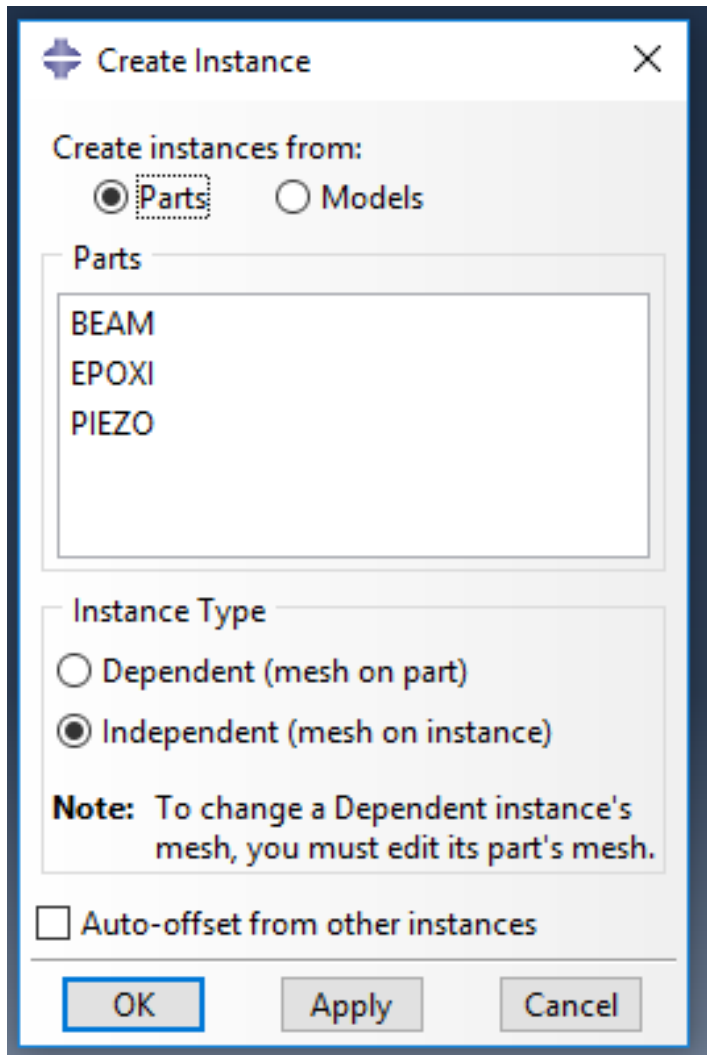 Create Instance
Create instances from:
Parts Models
Parts
BEAM
EPOXI
PIEZO
Instance Type
Dependent (mesh on part)
Independent (mesh on instance)
Note: To change a Dependent instance's
mesh, you must edit its part's mesh.
Auto-offset from other instances
OK Apply Cancel